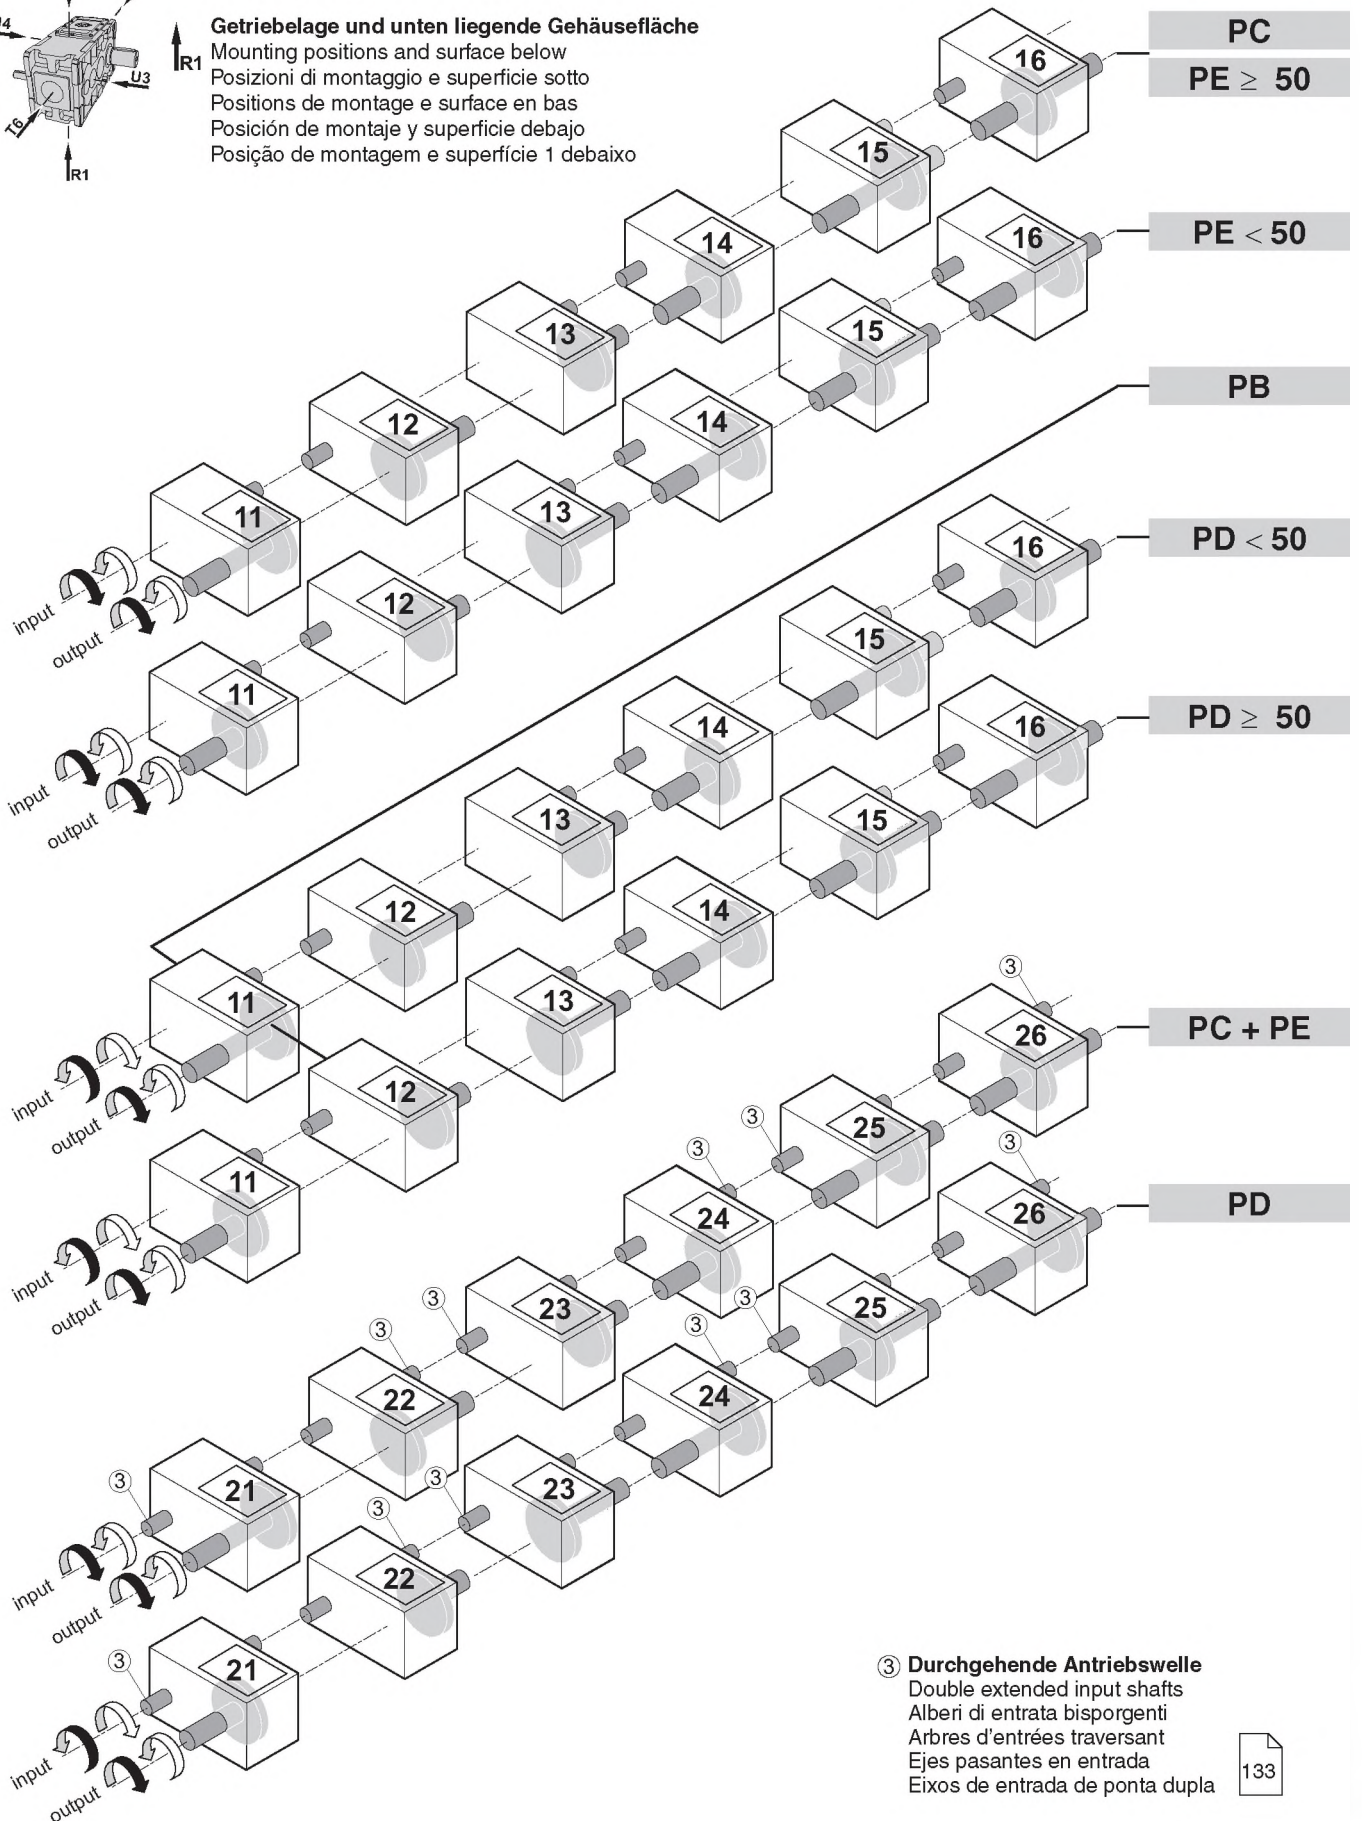 U3
T6
R1
R1
Getriebelage und unten liegende Gehäusefläche
Mounting positions and surface below
Posizioni di montaggio e superficie sotto
Positions de montage e surface en bas
Posición de montaje y superficie debajo
Posição de montagem e superfície 1 debaixo
PC
PE ≥ 50
16
15
14
13
12
11
input
output
PE < 50
16
15
14
13
12
11
input
output
PB
PD < 50
16
15
14
13
12
11
input
output
PD ≥ 50
16
15
14
13
12
11
input
output
PC + PE
③
26
③
25
③
24
③
23
③
22
③
21
input
output
PD
③
26
③
25
③
24
③
23
③
22
③
21
input
output
③ Durchgehende Antriebswelle
Double extended input shafts
Alberi di entrata bisporgenti
Arbres d'entrées traversant
Ejes pasantes en entrada
Eixos de entrada de ponta dupla
133